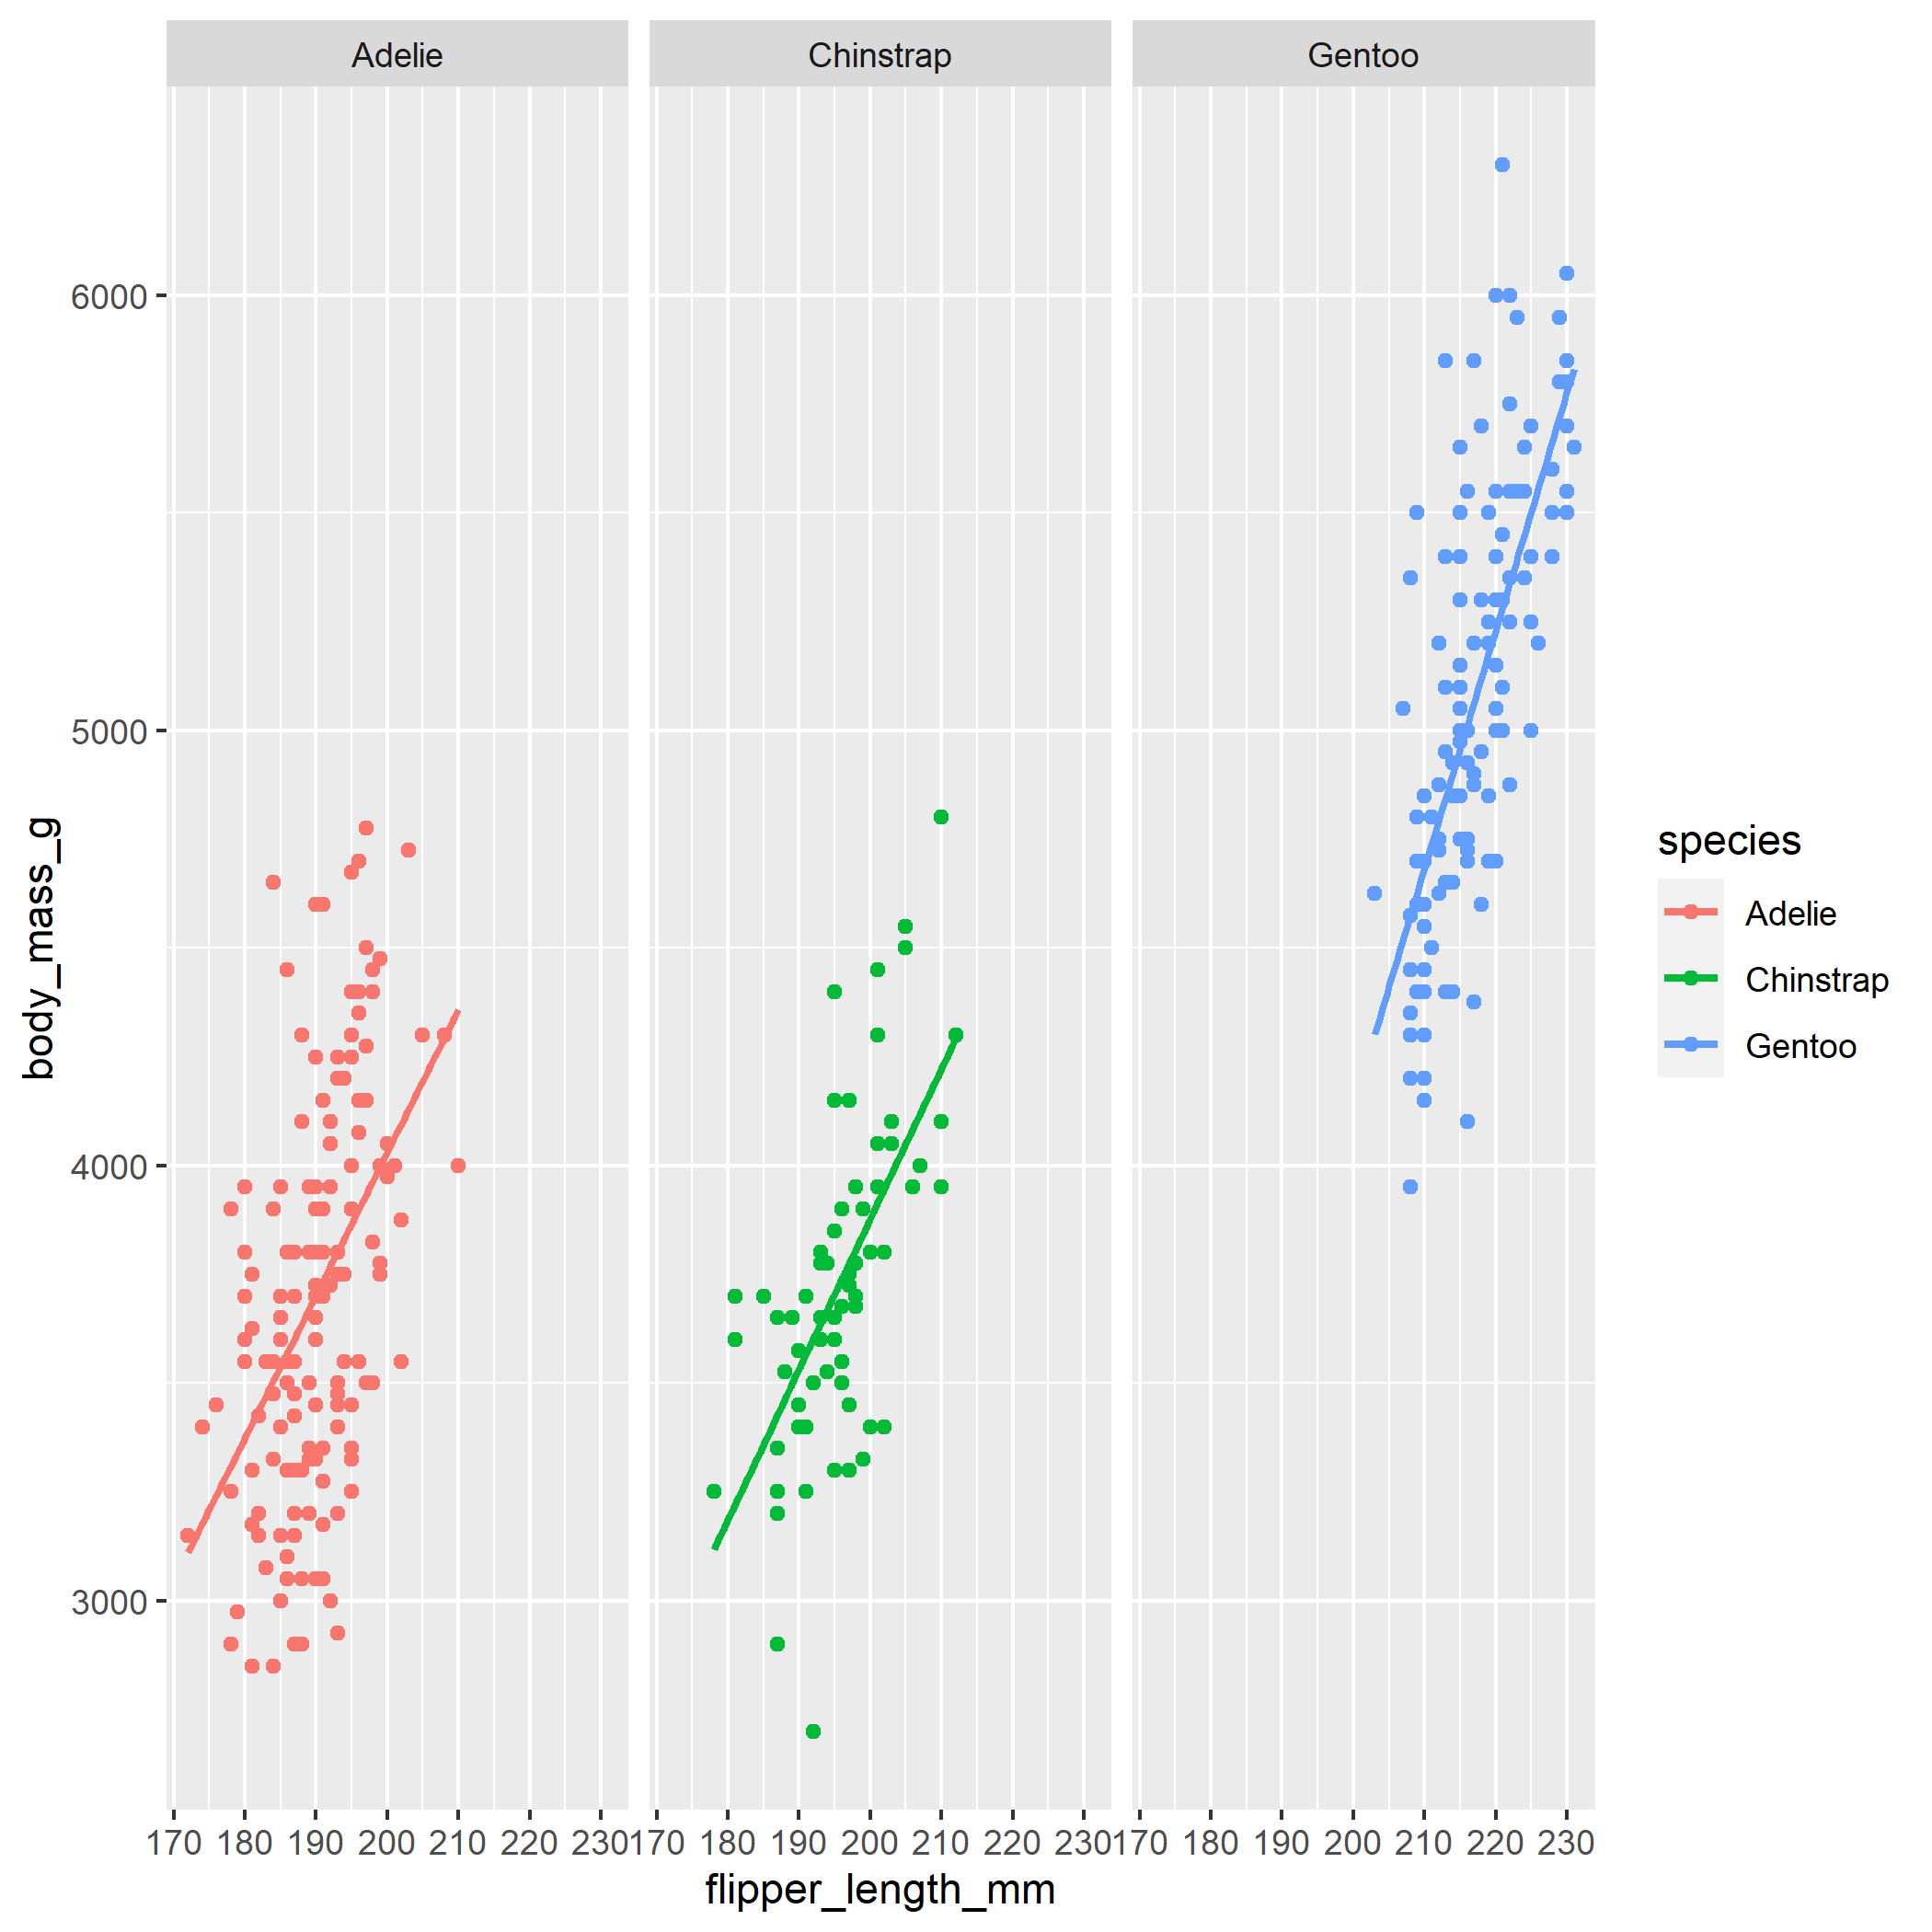 Adelie Chinstrap Gentoo
6000
5000
4000
3000
body_mass_g
170 180 190 200 210 220 230 170 180 190 200 210 220 230 170 180 190 200 210 220 230
flipper_length_mm
species
Adelie
Chinstrap
Gentoo